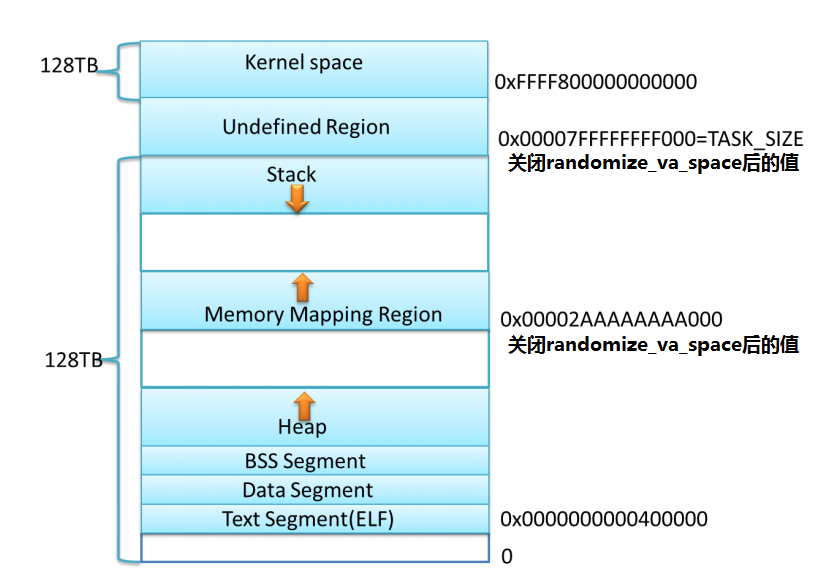 128TB
Kernel space
0xFFFF800000000000
Undefined Region
0x00007FFFFFFFF000=TASK_SIZE
关闭randomize_va_space后的值
Stack
Memory Mapping Region
0x00002AAAAAAAA000
关闭randomize_va_space后的值
128TB
Heap
BSS Segment
Data Segment
Text Segment(ELF)
0x0000000000400000
0